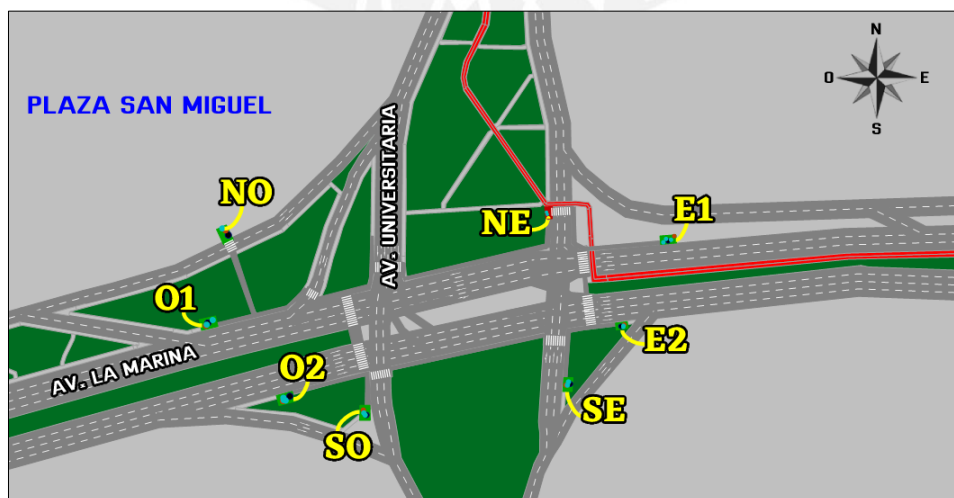 N
O E
S
PLAZA SAN MIGUEL
AV. UNIVERSITARIA
NO
NE
E1
O1
E2
AV. LA MARINA
O2
SO
SE